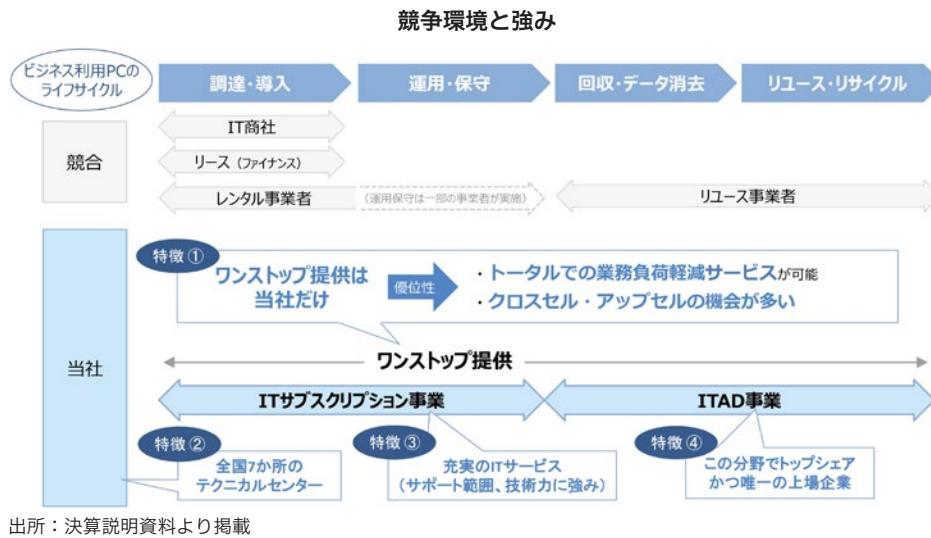 競争環境と強み
ビジネス利用PCの
ライフサイクル
調達・導入
運用・保守
回収・データ消去
リユース・リサイクル
競合
IT商社
リース（ファイナンス）
レンタル事業者
（運用保守は一部の事業者が実施）
リユース事業者
当社
特徴①
ワンストップ提供は
当社だけ
優位性
・トータルでの業務負荷軽減サービスが可能
・クロスセル・アップセルの機会が多い
ワンストップ提供
ITサブスクリプション事業
ITAD事業
特徴②
全国7か所の
テクニカルセンター
特徴③
充実のITサービス
（サポート範囲、技術力に強み）
特徴④
この分野でトップシェア
かつ唯一の上場企業
出所：決算説明資料より掲載